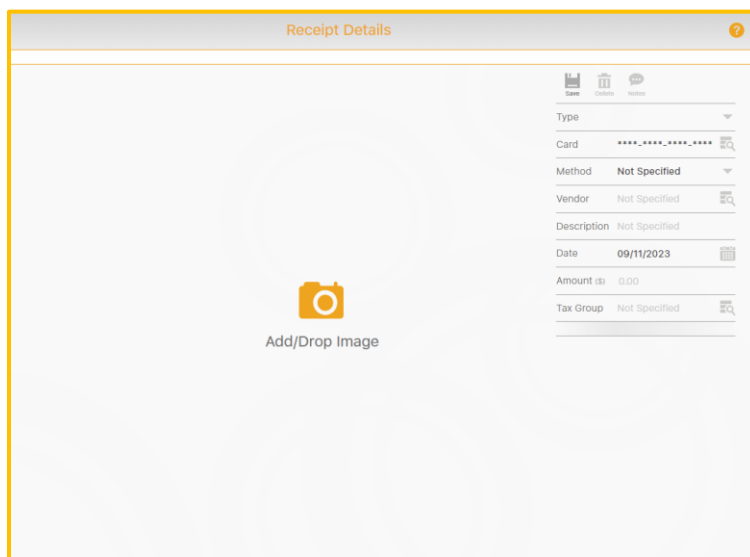 Receipt Details
?
Save Delete Notes
Type
Card ****-****-****-****
Method Not Specified
Vendor Not Specified
Description Not Specified
Date 09/11/2023
Amount ($) 0.00
Tax Group Not Specified
Add/Drop Image